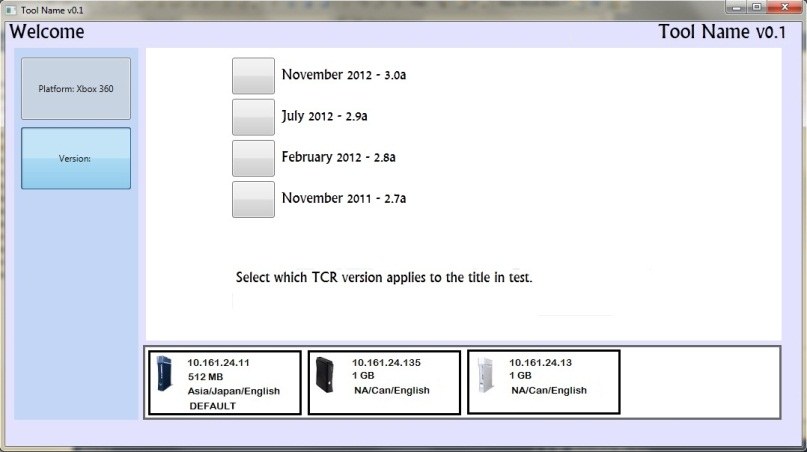 Tool Name v0.1
Welcome
Tool Name v0.1
Platform: Xbox 360
Version:
November 2012 - 3.0a
July 2012 - 2.9a
February 2012 - 2.8a
November 2011 - 2.7a
Select which TCR version applies to the title in test.
10.161.24.11
512 MB
Asia/Japan/English
DEFAULT
10.161.24.135
1 GB
NA/Can/English
10.161.24.13
1 GB
NA/Can/English